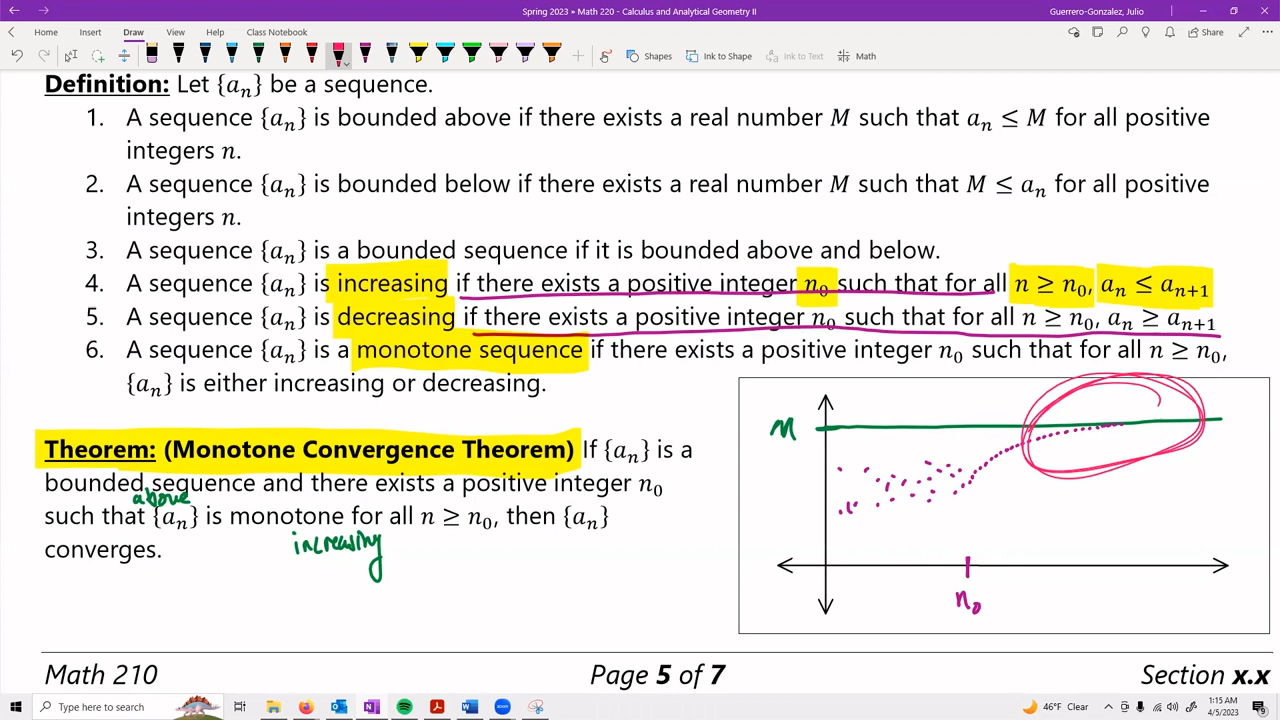 Spring 2023 » Math 220 - Calculus and Analytical Geometry II
Guerrero-Gonzalez, Julio
Home Insert Draw View Help Class Notebook
Share
Shapes Ink to Shape Ink to Text Math
Definition: Let {aₙ} be a sequence.
1. A sequence {aₙ} is bounded above if there exists a real number M such that aₙ ≤ M for all positive
integers n.
2. A sequence {aₙ} is bounded below if there exists a real number M such that M ≤ aₙ for all positive
integers n.
3. A sequence {aₙ} is a bounded sequence if it is bounded above and below.
4. A sequence {aₙ} is increasing if there exists a positive integer n₀ such that for all n ≥ n₀, aₙ ≤ aₙ₊₁
5. A sequence {aₙ} is decreasing if there exists a positive integer n₀ such that for all n ≥ n₀, aₙ ≥ aₙ₊₁
6. A sequence {aₙ} is a monotone sequence if there exists a positive integer n₀ such that for all n ≥ n₀,
{aₙ} is either increasing or decreasing.
Theorem: (Monotone Convergence Theorem) If {aₙ} is a
bounded sequence and there exists a positive integer n₀
above
such that {aₙ} is monotone for all n ≥ n₀, then {aₙ}
increasing
converges.
M
n₀
Math 210 Page 5 of 7 Section x.x
Type here to search
46°F Clear
1:15 AM
4/5/2023